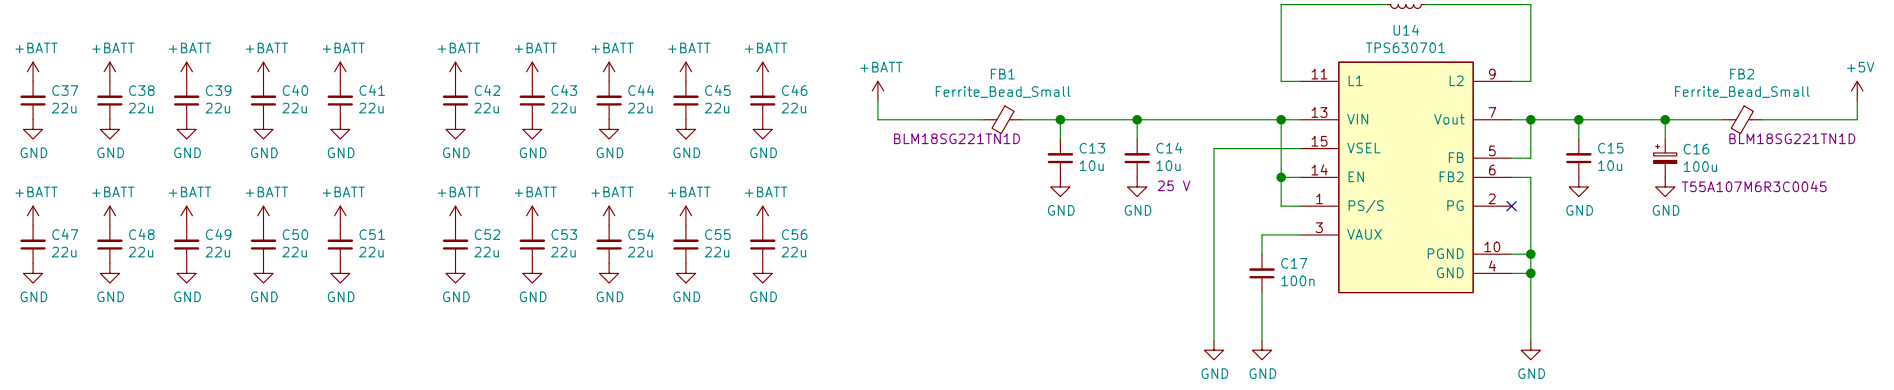 +BATT +BATT +BATT +BATT +BATT
C37 C38 C39 C40 C41
22u 22u 22u 22u 22u
GND GND GND GND GND
+BATT +BATT +BATT +BATT +BATT
C42 C43 C44 C45 C46
22u 22u 22u 22u 22u
GND GND GND GND GND
+BATT +BATT +BATT +BATT +BATT
C47 C48 C49 C50 C51
22u 22u 22u 22u 22u
GND GND GND GND GND
+BATT +BATT +BATT +BATT +BATT
C52 C53 C54 C55 C56
22u 22u 22u 22u 22u
GND GND GND GND GND
+BATT
FB1
Ferrite_Bead_Small
BLM18SG221TN1D
C13
10u
GND
C14
10u
25 V
GND
U14
TPS630701
11 L1 L2 9
13 VIN Vout 7
15 VSEL
FB 5
14 EN FB2 6
1 PS/S PG 2
3 VAUX
PGND 10
GND 4
C17
100n
GND GND GND
C15
10u
GND
+
C16
100u
T55A107M6R3C0045
GND
FB2
Ferrite_Bead_Small
BLM18SG221TN1D
+5V